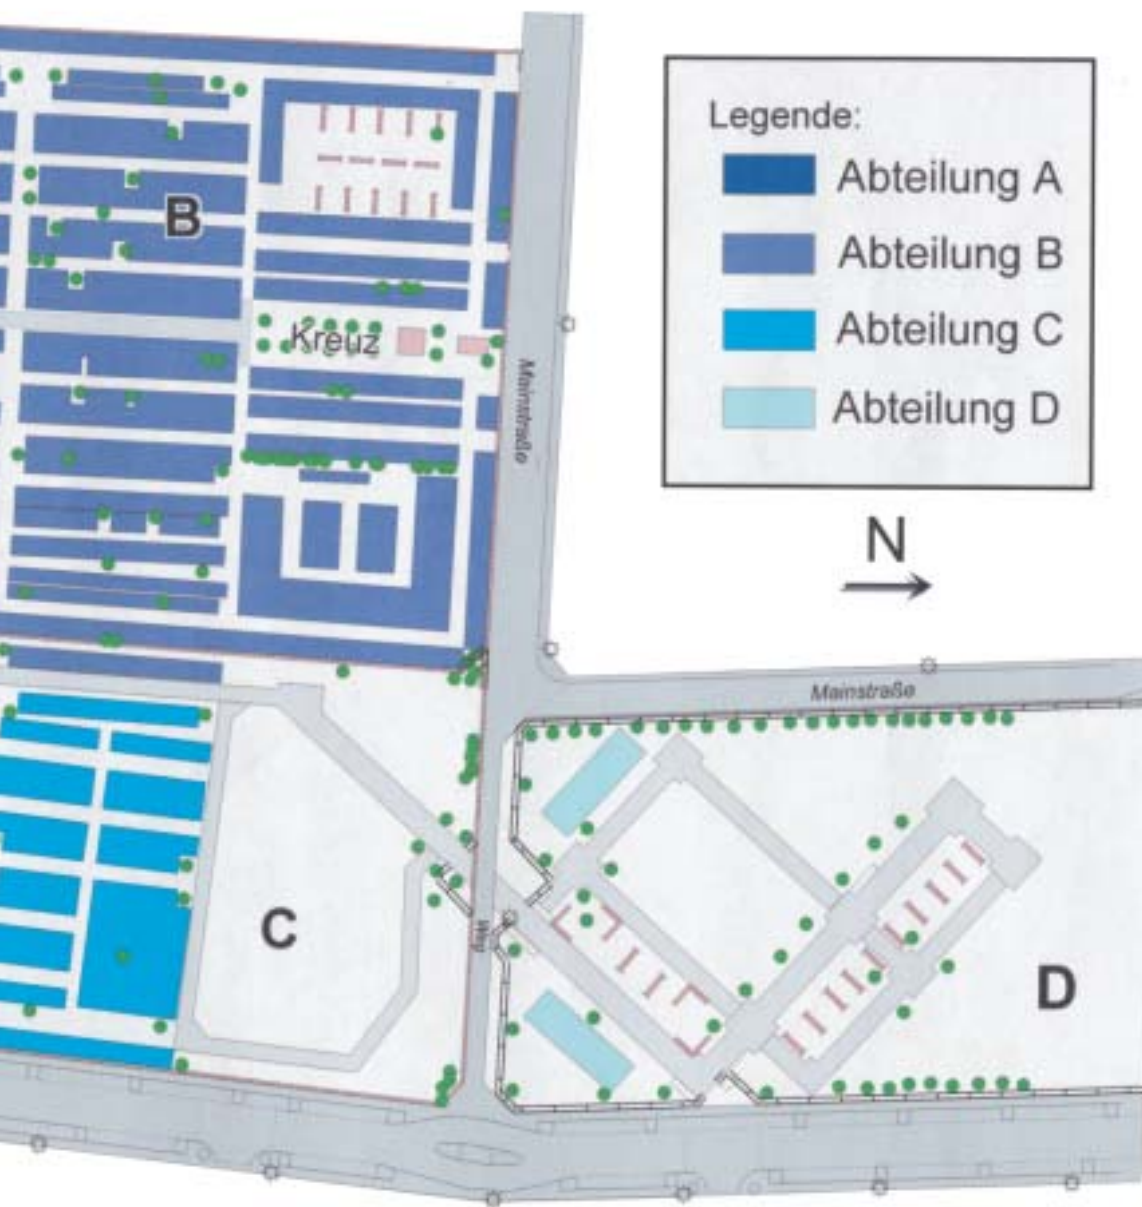 Legende:
Abteilung A
Abteilung B
Abteilung C
Abteilung D
N
B
Kreuz
Mainstraße
Mainstraße
C
Weg
D